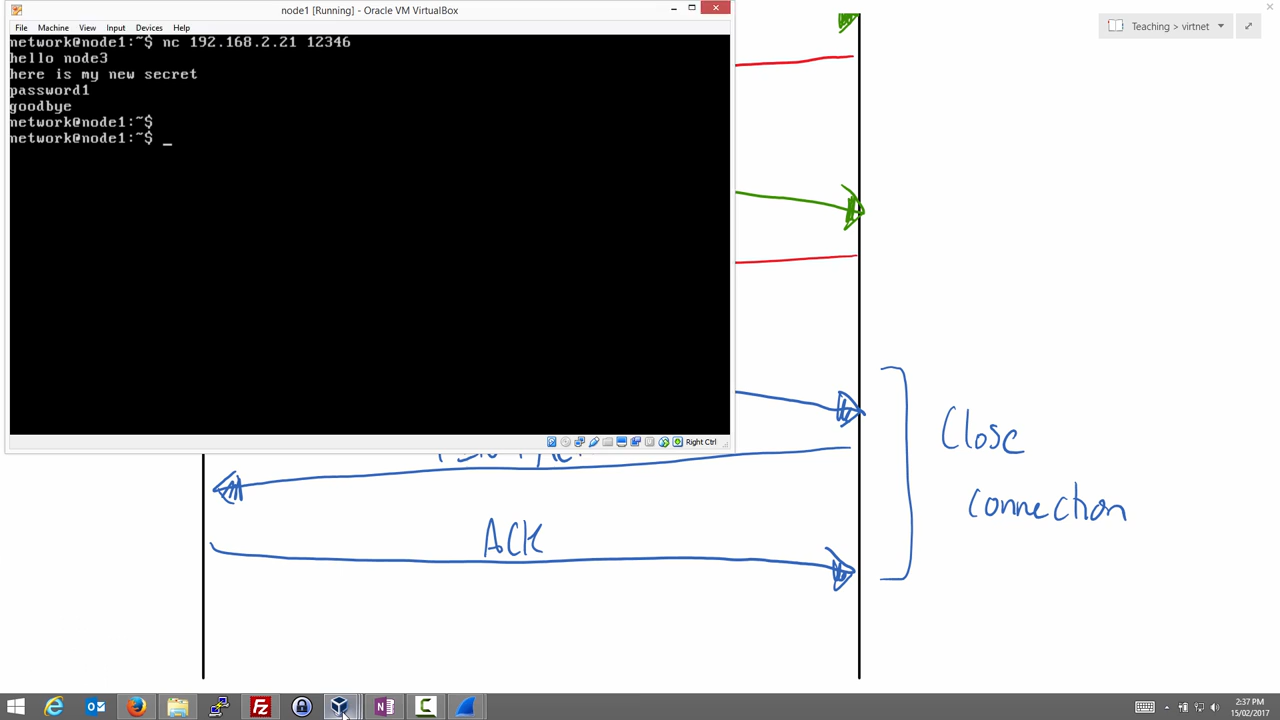 node1 [Running] - Oracle VM VirtualBox
File Machine View Input Devices Help
network@node1:~$ nc 192.168.2.21 12346
hello node3
here is my new secret
password1
goodbye
network@node1:~$
network@node1:~$ _
Right Ctrl
Teaching > virtnet
Close
connection
ACK
2:37 PM
15/02/2017